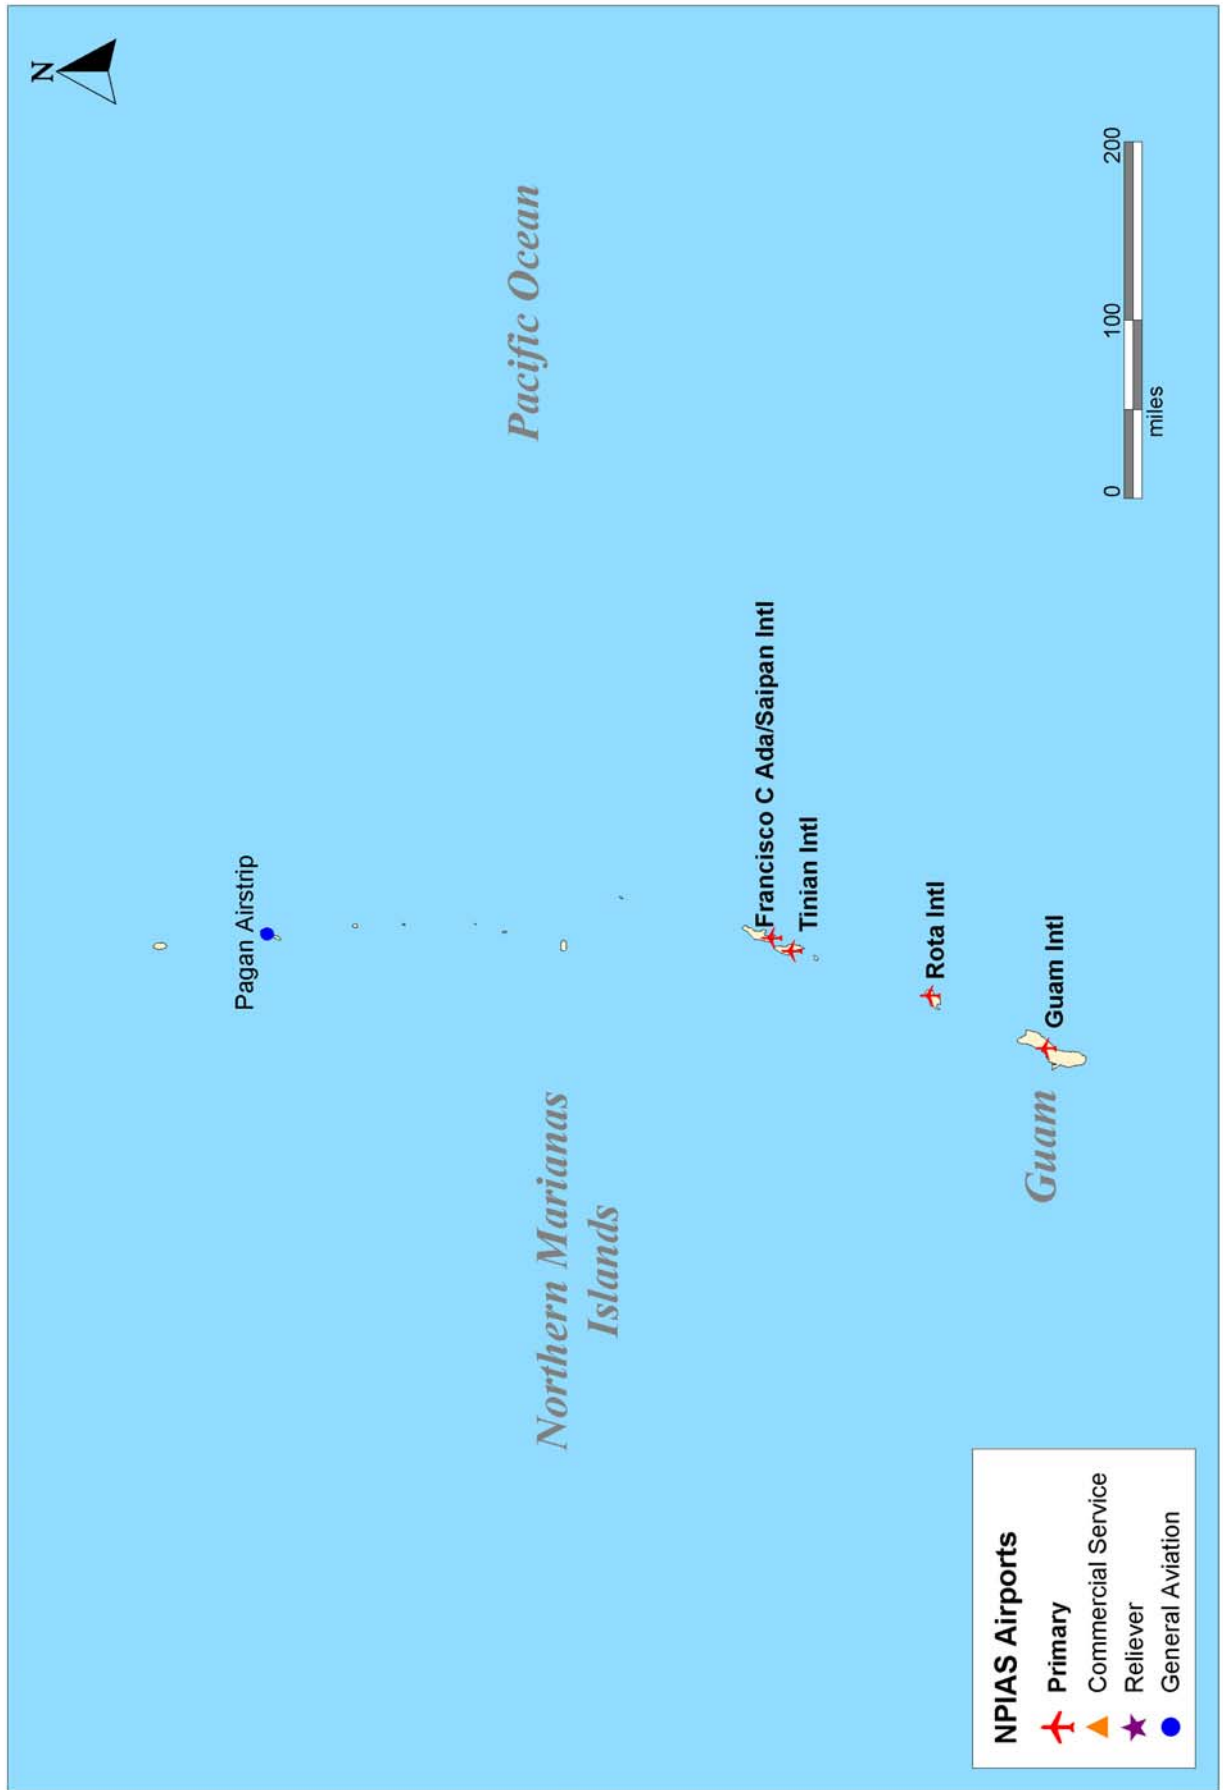 N
Pagan Airstrip
Pacific Ocean
Northern Marianas
Islands
Francisco C Ada/Saipan Intl
Tinian Intl
Rota Intl
Guam Intl
Guam
NPIAS Airports
Primary
Commercial Service
Reliever
General Aviation
0 100 200
miles